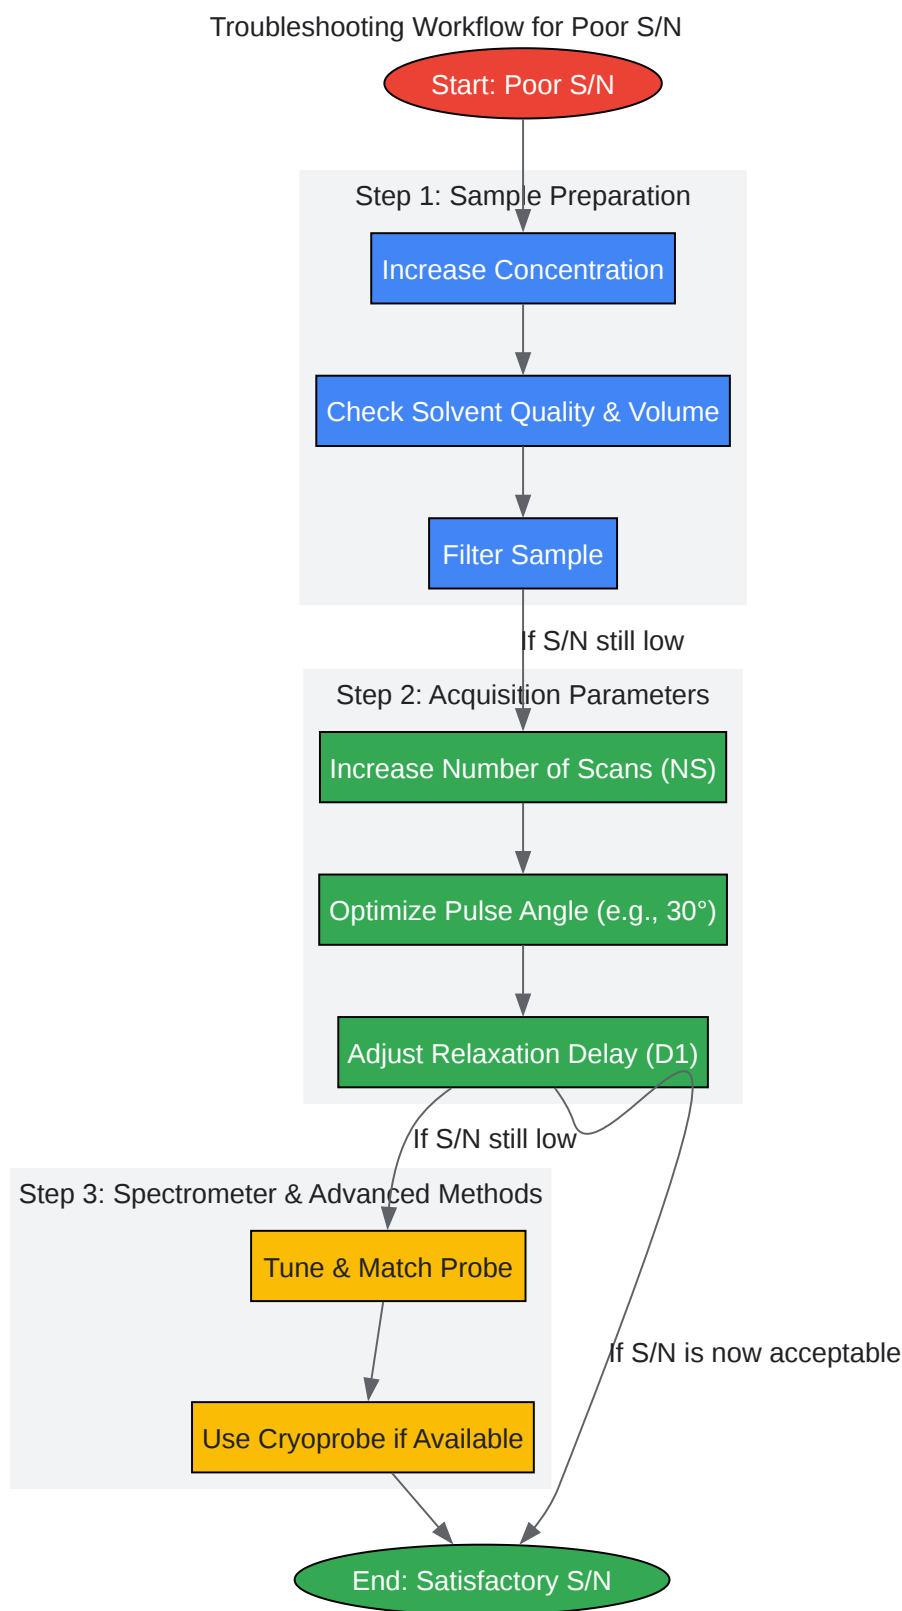 Troubleshooting Workflow for Poor S/N
Start: Poor S/N
Step 1: Sample Preparation
Increase Concentration
Check Solvent Quality & Volume
Filter Sample
If S/N still low
Step 2: Acquisition Parameters
Increase Number of Scans (NS)
Optimize Pulse Angle (e.g., 30°)
Adjust Relaxation Delay (D1)
If S/N still low
Step 3: Spectrometer & Advanced Methods
Tune & Match Probe
If S/N is now acceptable
Use Cryoprobe if Available
End: Satisfactory S/N